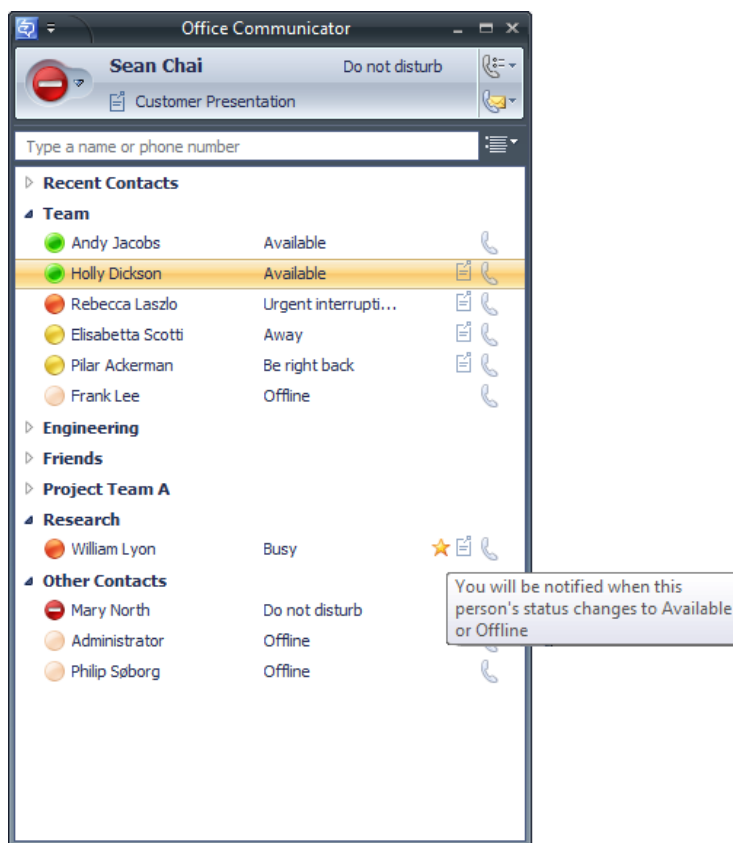 Office Communicator
Sean Chai Do not disturb
Customer Presentation
Type a name or phone number
Recent Contacts
Team
Andy Jacobs Available
Holly Dickson Available
Rebecca Laszlo Urgent interrupti...
Elisabetta Scotti Away
Pilar Ackerman Be right back
Frank Lee Offline
Engineering
Friends
Project Team A
Research
William Lyon Busy
Other Contacts
You will be notified when this
person's status changes to Available
or Offline
Mary North Do not disturb
Administrator Offline
Philip Søborg Offline